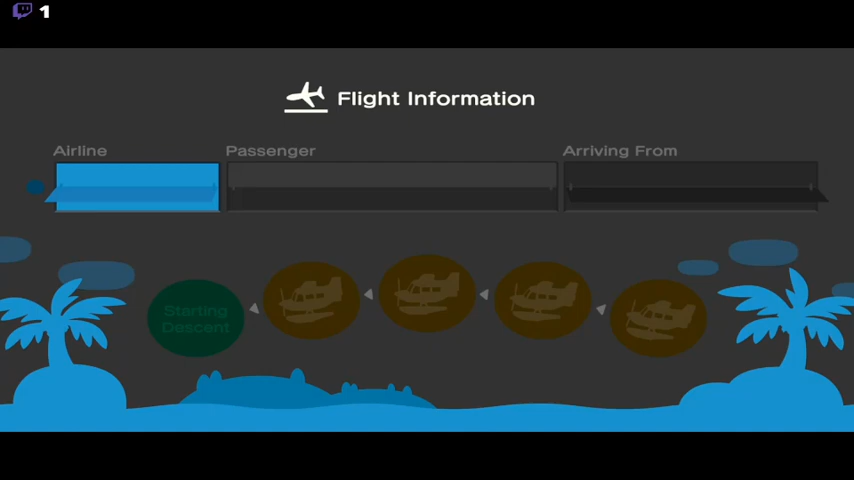 1
Flight Information
Airline
Passenger
Arriving From
Starting
Descent